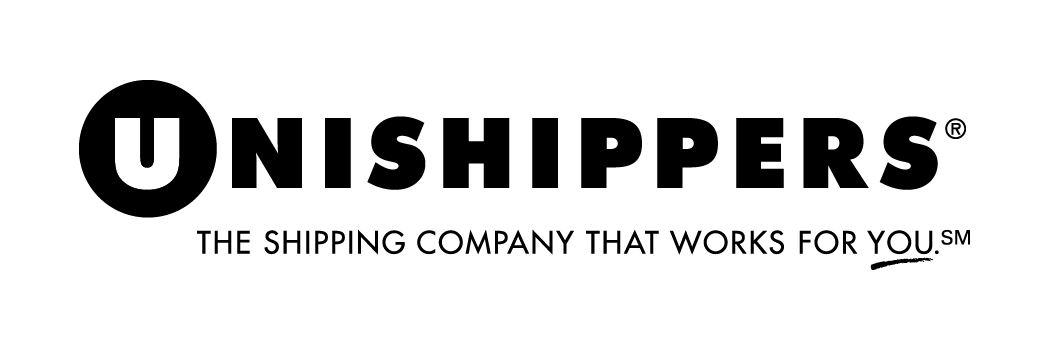 UNISHIPPERS®
THE SHIPPING COMPANY THAT WORKS FOR YOU.℠